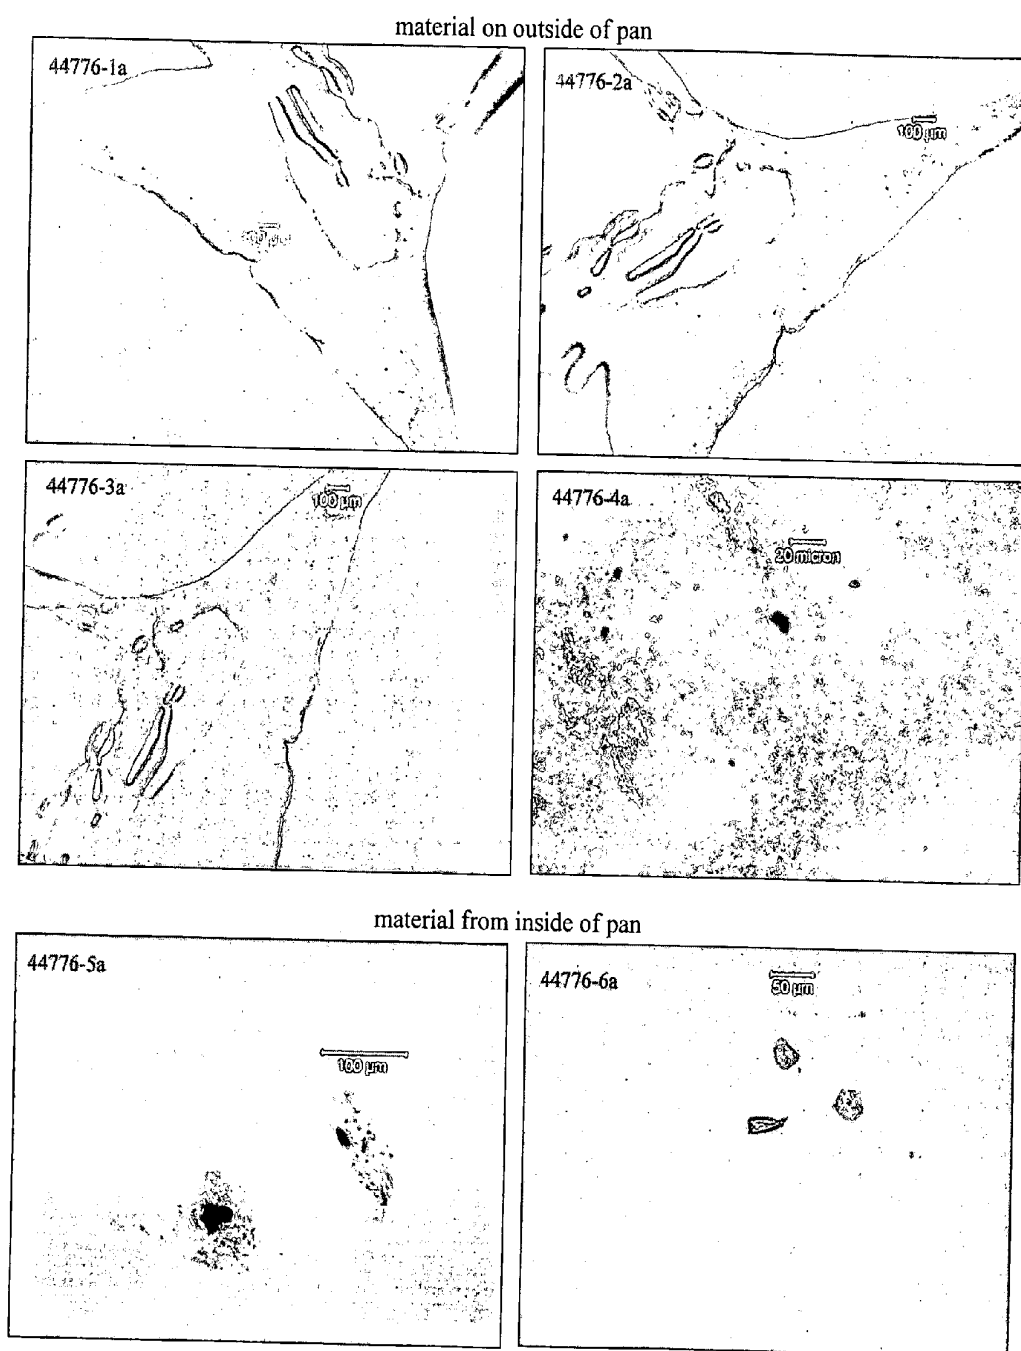 material on outside of pan
44776-1a
44776-2a
100 µm
44776-3a
100 µm
44776-4a
20 micron
material from inside of pan
44776-5a
100 µm
44776-6a
50 µm